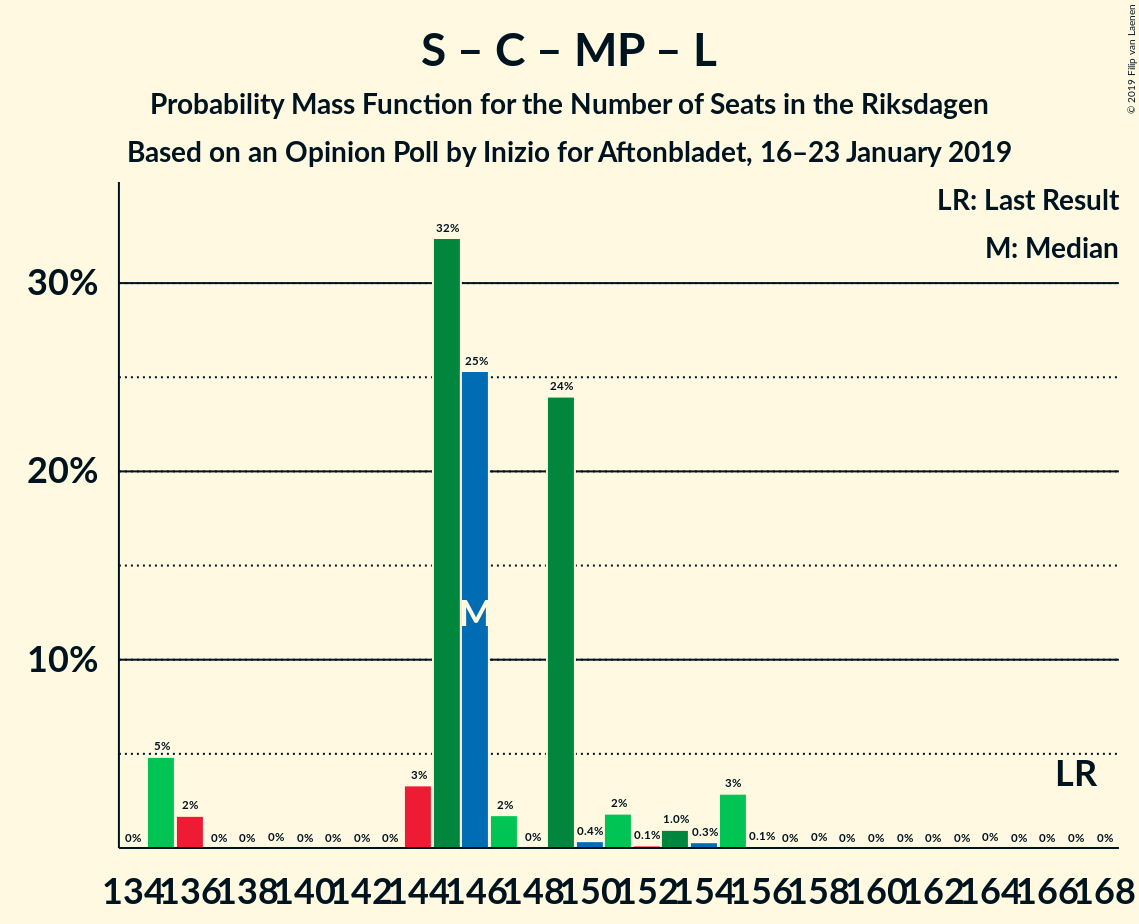 S – C – MP – L
Probability Mass Function for the Number of Seats in the Riksdagen
Based on an Opinion Poll by Inizio for Aftonbladet, 16–23 January 2019
© 2019 Filip van Laenen
LR: Last Result
M: Median
30%
20%
10%
0% 5% 2% 0% 0% 0% 0% 0% 0% 0% 3% 32% 25% 2% 0% 24% 0.4% 2% 0.1% 1.0% 0.3% 3% 0.1% 0% 0% 0% 0% 0% 0% 0% 0% 0% 0% 0% 0%
M
LR
134 136 138 140 142 144 146 148 150 152 154 156 158 160 162 164 166 168